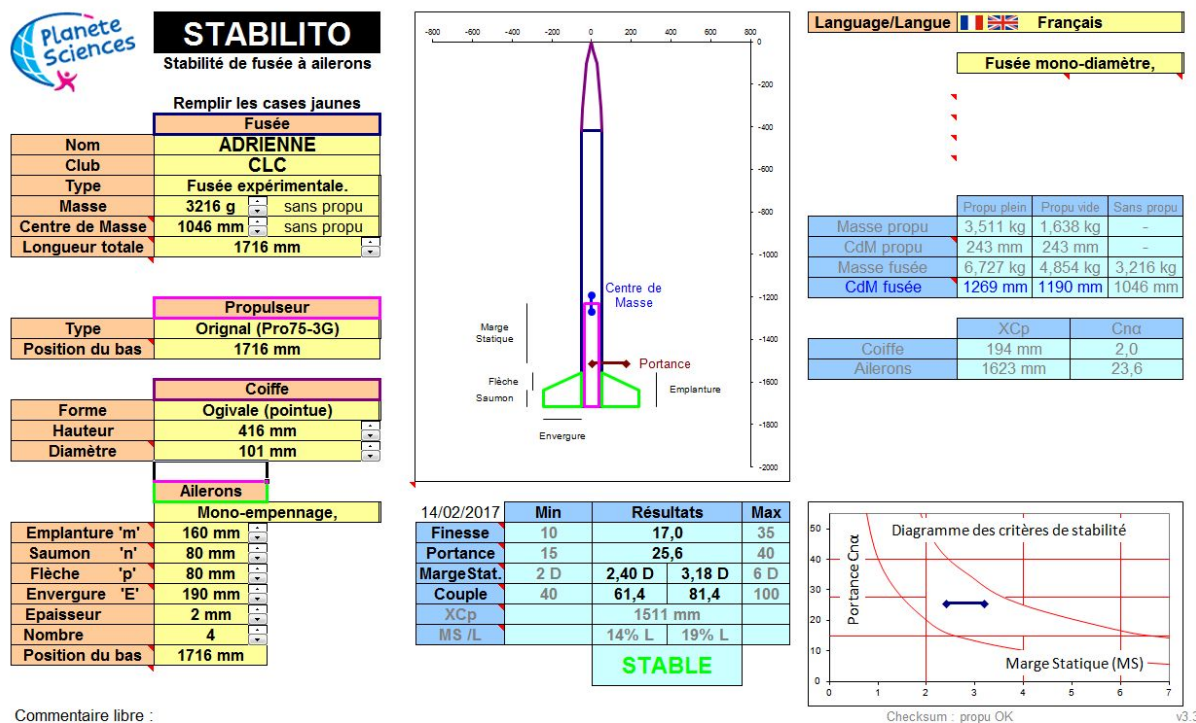 Planète Sciences
STABILITO
Stabilité de fusée à ailerons
Remplir les cases jaunes
Fusée
Nom ADRIENNE
Club CLC
Type Fusée expérimentale.
Masse 3216 g sans propu
Centre de Masse 1046 mm sans propu
Longueur totale 1716 mm
Propulseur
Type Orignal (Pro75-3G)
Position du bas 1716 mm
Coiffe
Forme Ogivale (pointue)
Hauteur 416 mm
Diamètre 101 mm
Ailerons
Mono-empennage,
Emplanture 'm' 160 mm
Saumon 'n' 80 mm
Flèche 'p' 80 mm
Envergure 'E' 190 mm
Epaisseur 2 mm
Nombre 4
Position du bas 1716 mm
Commentaire libre :
-800 -600 -400 -200 0 200 400 600 800
0
-200
-400
-600
-800
-1000
-1200
-1400
-1600
-1800
-2000
Centre de
Masse
Marge
Statique
Portance
Flèche
Saumon
Emplanture
Envergure
14/02/2017 Min Résultats Max
Finesse 10 17,0 35
Portance 15 25,6 40
MargeStat. 2 D 2,40 D 3,18 D 6 D
Couple 40 61,4 81,4 100
XCp 1511 mm
MS /L 14% L 19% L
STABLE
Language/Langue Français
Fusée mono-diamètre,
Propu plein Propu vide Sans propu
Masse propu 3,511 kg 1,638 kg -
CdM propu 243 mm 243 mm -
Masse fusée 6,727 kg 4,854 kg 3,216 kg
CdM fusée 1269 mm 1190 mm 1046 mm
XCp Cnα
Coiffe 194 mm 2,0
Ailerons 1623 mm 23,6
Diagramme des critères de stabilité
Portance Cnα
50
40
30
20
10
0
Marge Statique (MS)
0 1 2 3 4 5 6 7
Checksum : propu OK